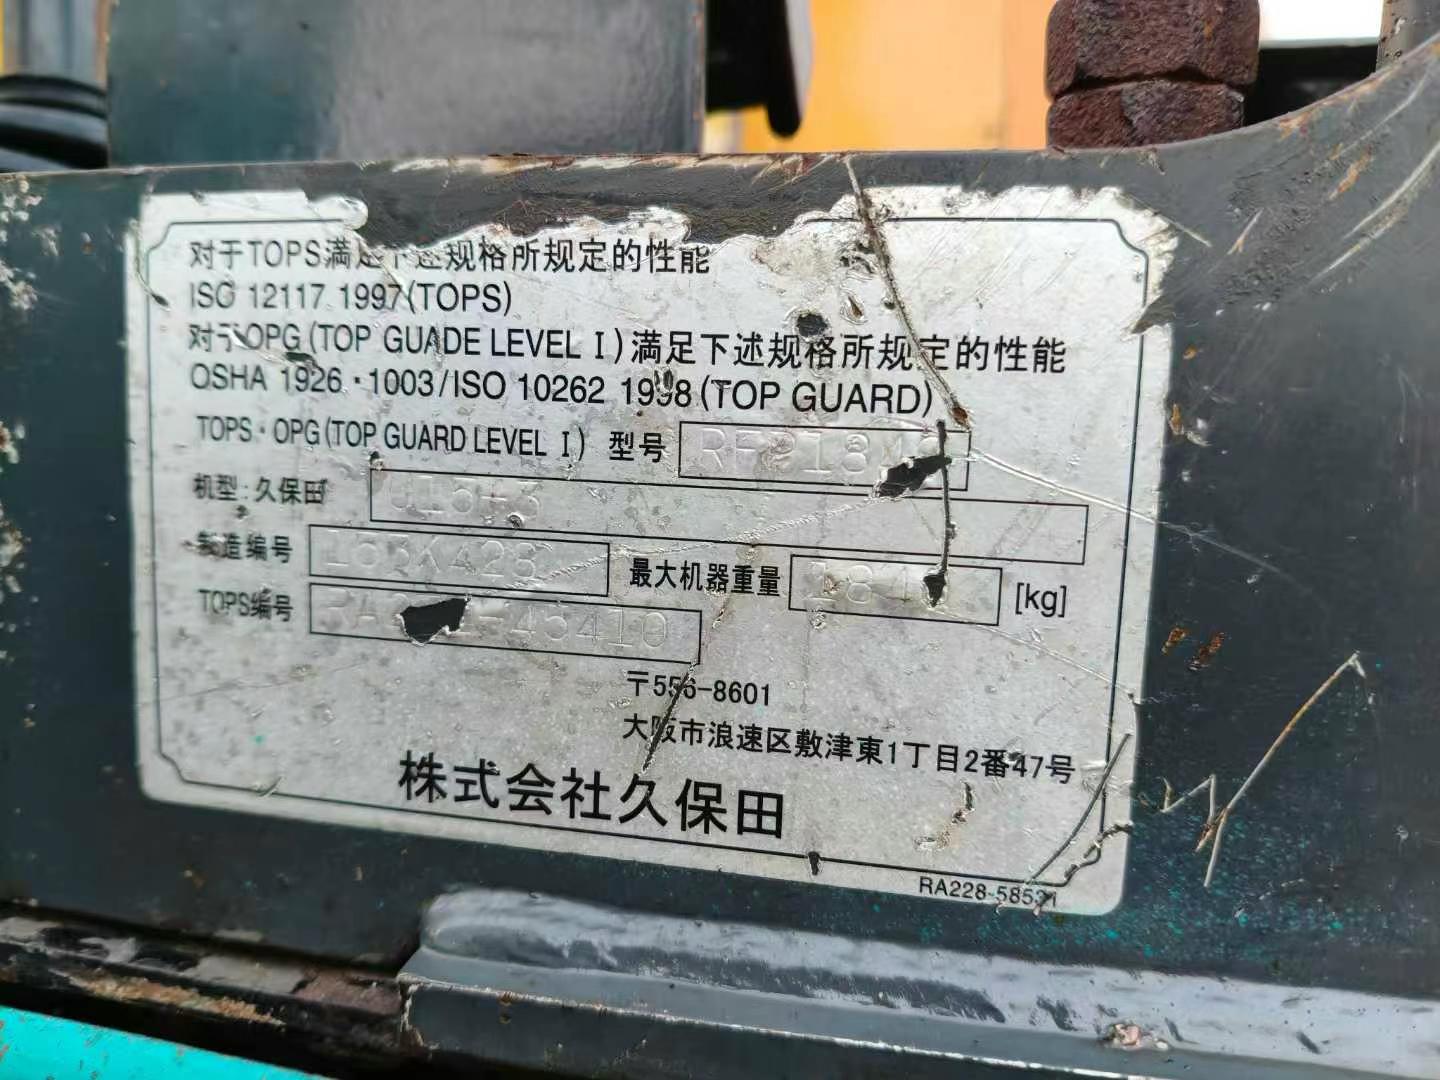 对于TOPS满足下述规格所规定的性能
ISO 12117 1997(TOPS)
对于OPG(TOP GUADE LEVEL I)满足下述规格所规定的性能
OSHA 1926・1003/ISO 10262 1998(TOP GUARD)
TOPS・OPG(TOP GUARD LEVEL I) 型号
机型:久保田 U15-3
制造编号 最大机器重量 [kg]
TOPS编号
〒556-8601
大阪市浪速区敷津東1丁目2番47号
株式会社久保田
RA228-58531